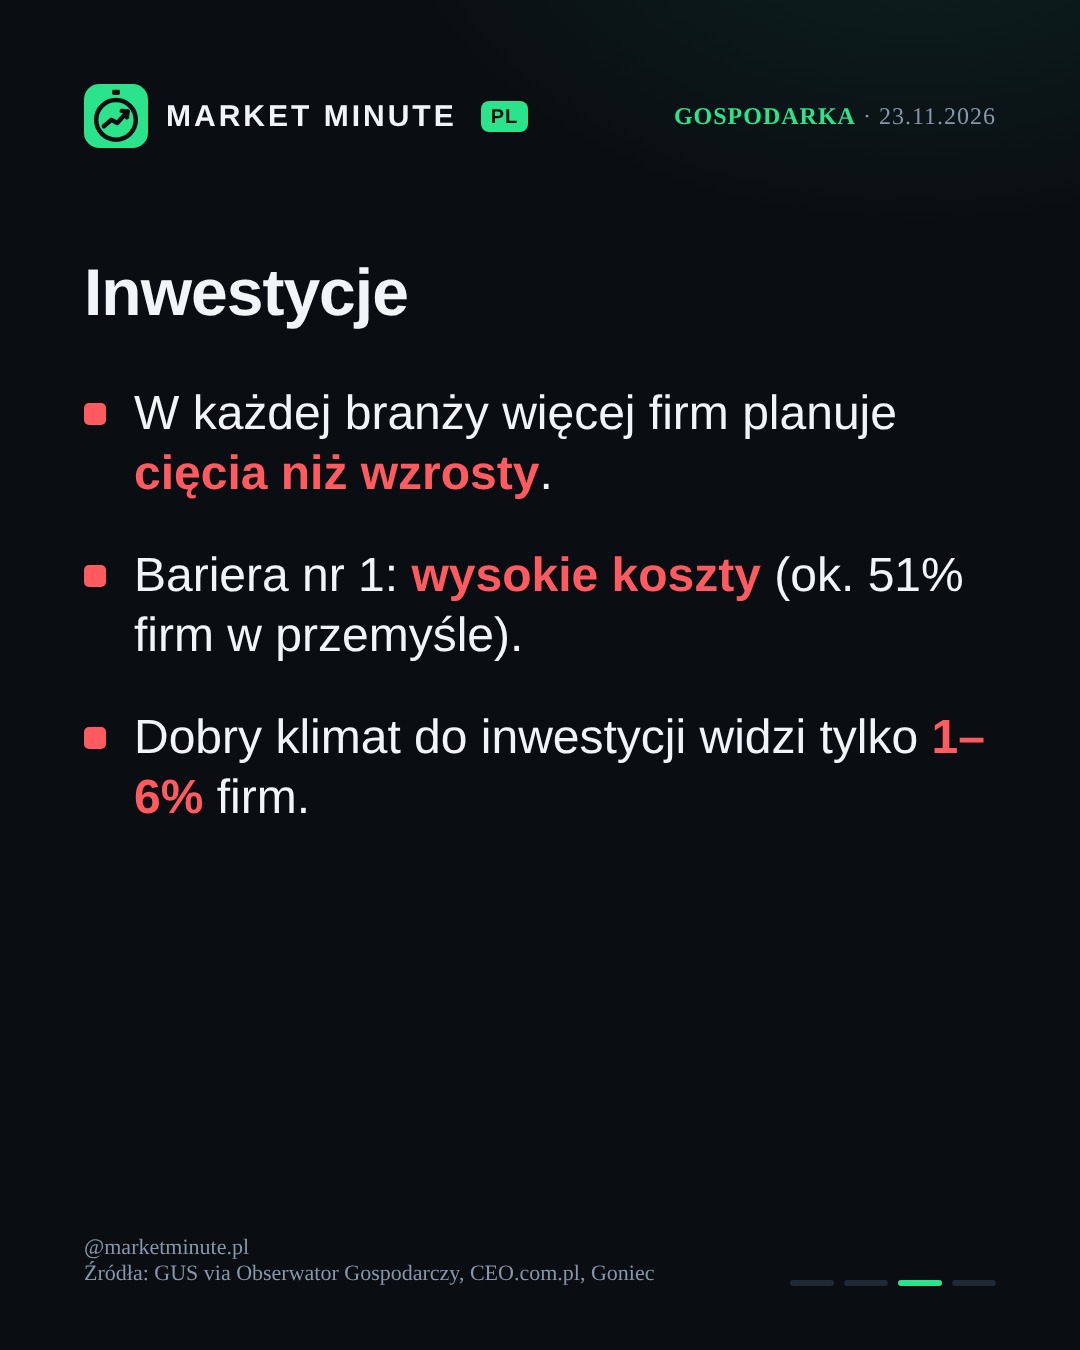 MARKET MINUTE PL
GOSPODARKA · 23.11.2026
Inwestycje
W każdej branży więcej firm planuje
cięcia niż wzrosty.
Bariera nr 1: wysokie koszty (ok. 51%
firm w przemyśle).
Dobry klimat do inwestycji widzi tylko 1–
6% firm.
@marketminute.pl
Źródła: GUS via Obserwator Gospodarczy, CEO.com.pl, Goniec